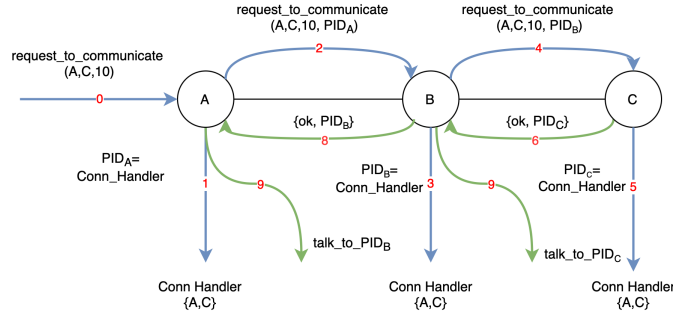 request_to_communicate
(A,C,10, PID_A)
request_to_communicate
(A,C,10, PID_B)
request_to_communicate
(A,C,10)
2
4
0
A
B
C
{ok, PID_B}
{ok, PID_C}
8
6
PID_A=
Conn_Handler
1
9
PID_B=
Conn_Handler
3
9
PID_C=
Conn_Handler
5
talk_to_PID_B
talk_to_PID_C
Conn Handler
{A,C}
Conn Handler
{A,C}
Conn Handler
{A,C}